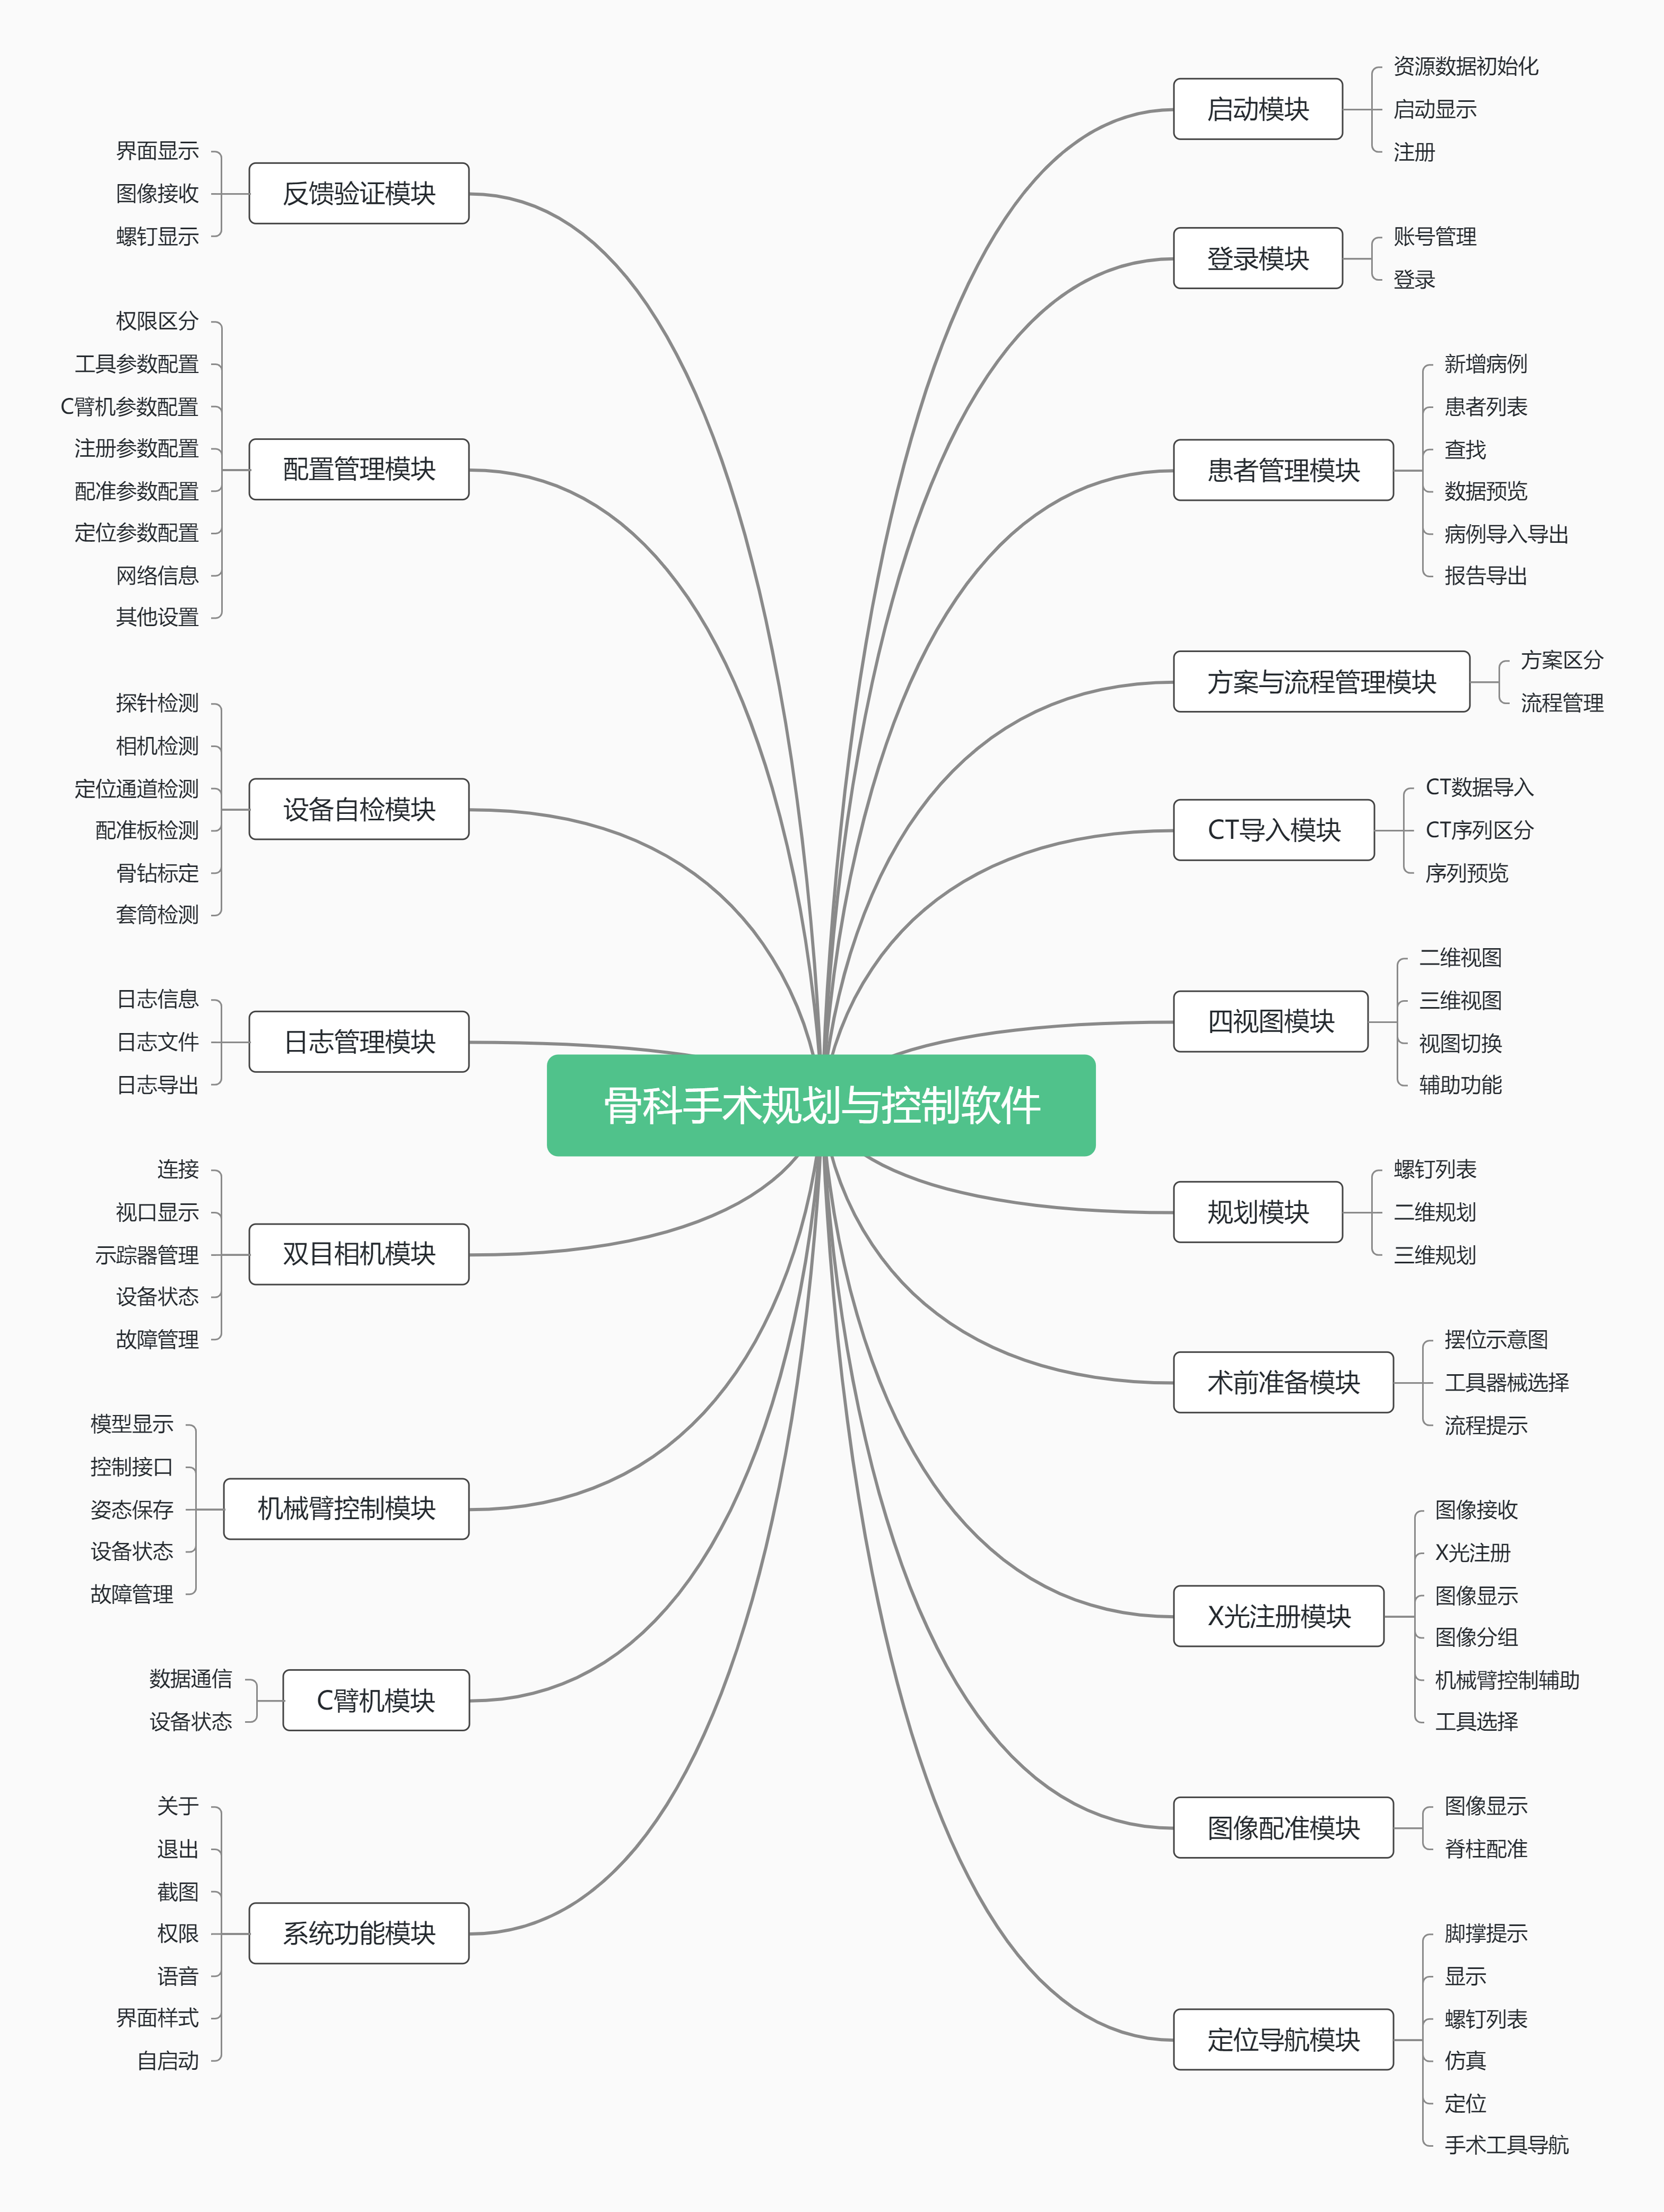 骨科手术规划与控制软件
启动模块
资源数据初始化
启动显示
注册
登录模块
账号管理
登录
患者管理模块
新增病例
患者列表
查找
数据预览
病例导入导出
报告导出
方案与流程管理模块
方案区分
流程管理
CT导入模块
CT数据导入
CT序列区分
序列预览
四视图模块
二维视图
三维视图
视图切换
辅助功能
规划模块
螺钉列表
二维规划
三维规划
术前准备模块
摆位示意图
工具器械选择
流程提示
X光注册模块
图像接收
X光注册
图像显示
图像分组
机械臂控制辅助
工具选择
图像配准模块
图像显示
脊柱配准
定位导航模块
脚撑提示
显示
螺钉列表
仿真
定位
手术工具导航
反馈验证模块
界面显示
图像接收
螺钉显示
配置管理模块
权限区分
工具参数配置
C臂机参数配置
注册参数配置
配准参数配置
定位参数配置
网络信息
其他设置
设备自检模块
探针检测
相机检测
定位通道检测
配准板检测
骨钻标定
套筒检测
日志管理模块
日志信息
日志文件
日志导出
双目相机模块
连接
视口显示
示踪器管理
设备状态
故障管理
机械臂控制模块
模型显示
控制接口
姿态保存
设备状态
故障管理
C臂机模块
数据通信
设备状态
系统功能模块
关于
退出
截图
权限
语音
界面样式
自启动